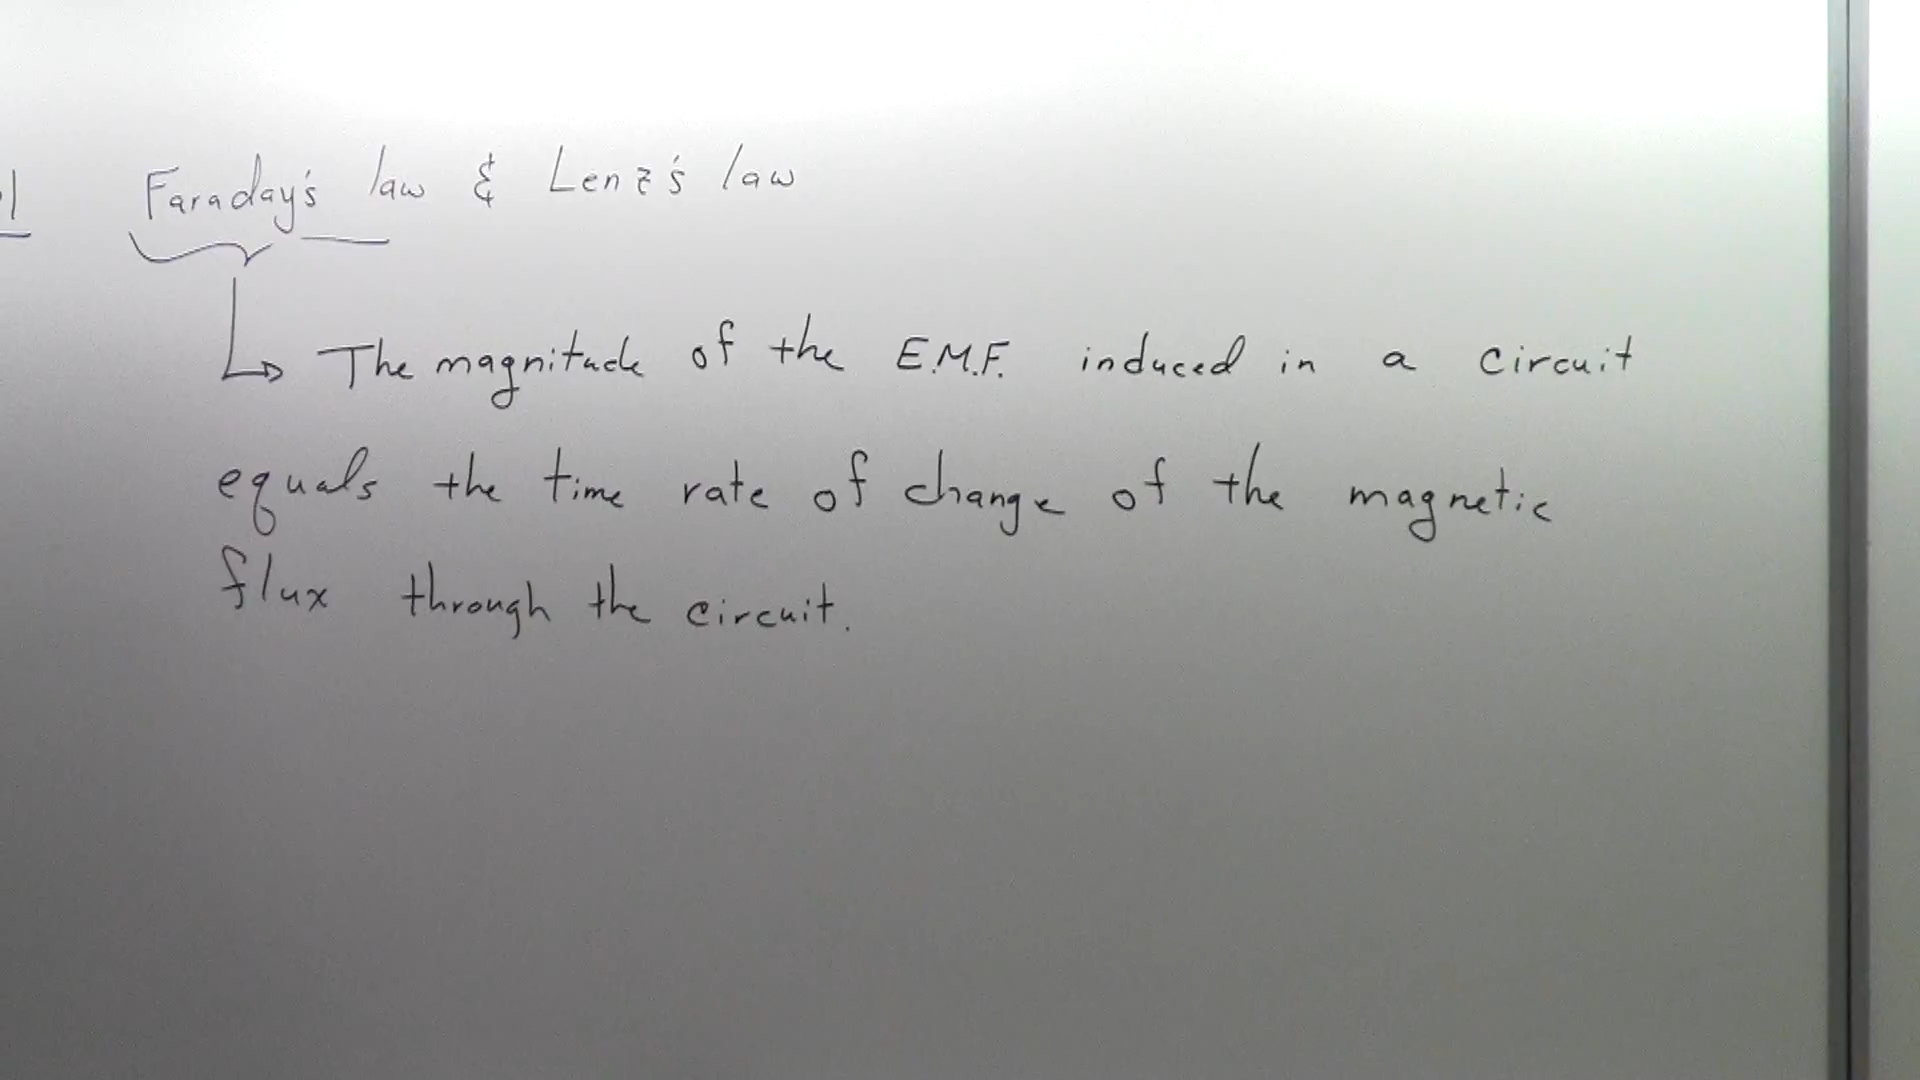 Faraday's law & Lenz's law
The magnitude of the E.M.F. induced in a circuit
equals the time rate of change of the magnetic
flux through the circuit.